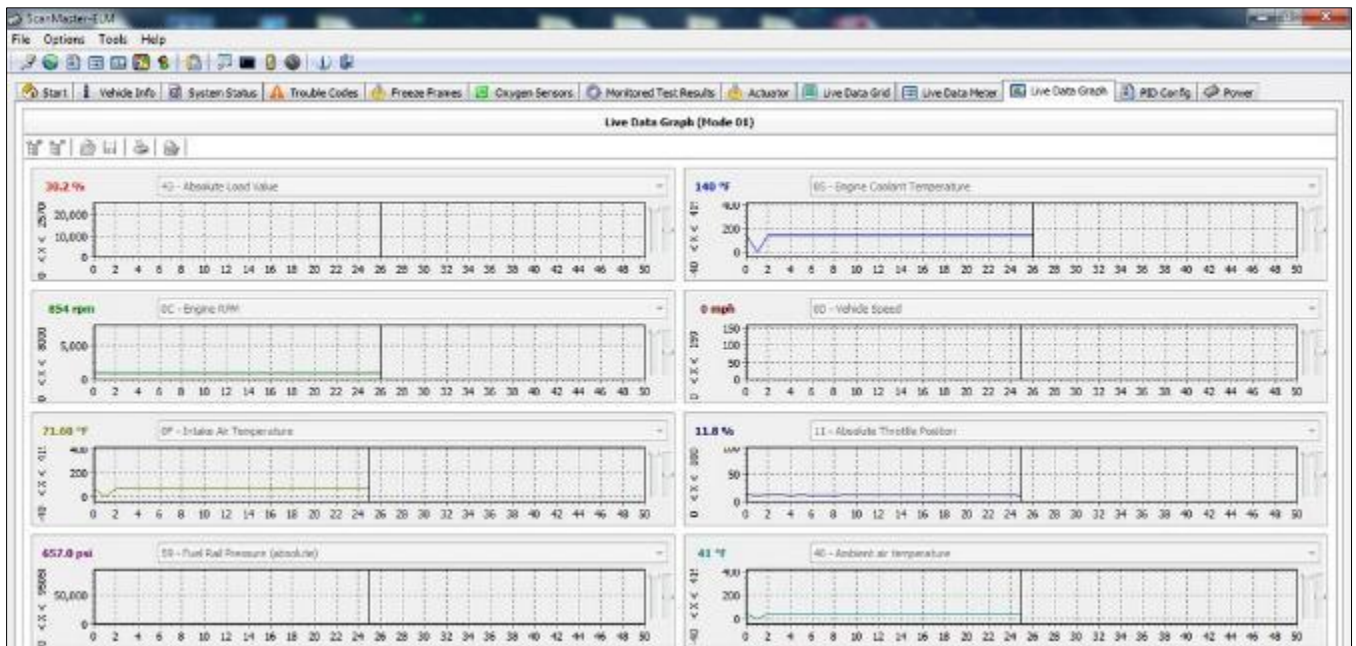 ScanMaster-ELM
File Options Tools Help
Start Vehicle Info System Status Trouble Codes Freeze Frames Oxygen Sensors Monitored Test Results Actuator Live Data Grid Live Data Meter Live Data Graph PID Config Power
Live Data Graph (Mode 01)
30.2 % 43 - Absolute Load Value
20,000
10,000
0
0 2 4 6 8 10 12 14 16 18 20 22 24 26 28 30 32 34 36 38 40 42 44 46 48 50
140 °F 05 - Engine Coolant Temperature
400
200
0
0 2 4 6 8 10 12 14 16 18 20 22 24 26 28 30 32 34 36 38 40 42 44 46 48 50
854 rpm 0C - Engine RPM
0 < X < 8000
5,000
0
0 2 4 6 8 10 12 14 16 18 20 22 24 26 28 30 32 34 36 38 40 42 44 46 48 50
0 mph 0D - Vehicle Speed
0 < X < 159
150
100
50
0
0 2 4 6 8 10 12 14 16 18 20 22 24 26 28 30 32 34 36 38 40 42 44 46 48 50
71.60 °F 0F - Intake Air Temperature
400
200
0
0 2 4 6 8 10 12 14 16 18 20 22 24 26 28 30 32 34 36 38 40 42 44 46 48 50
11.8 % 11 - Absolute Throttle Position
100
50
0
0 2 4 6 8 10 12 14 16 18 20 22 24 26 28 30 32 34 36 38 40 42 44 46 48 50
657.0 psi 59 - Fuel Rail Pressure (absolute)
50,000
0
0 2 4 6 8 10 12 14 16 18 20 22 24 26 28 30 32 34 36 38 40 42 44 46 48 50
41 °F 46 - Ambient air temperature
400
200
0
0 2 4 6 8 10 12 14 16 18 20 22 24 26 28 30 32 34 36 38 40 42 44 46 48 50